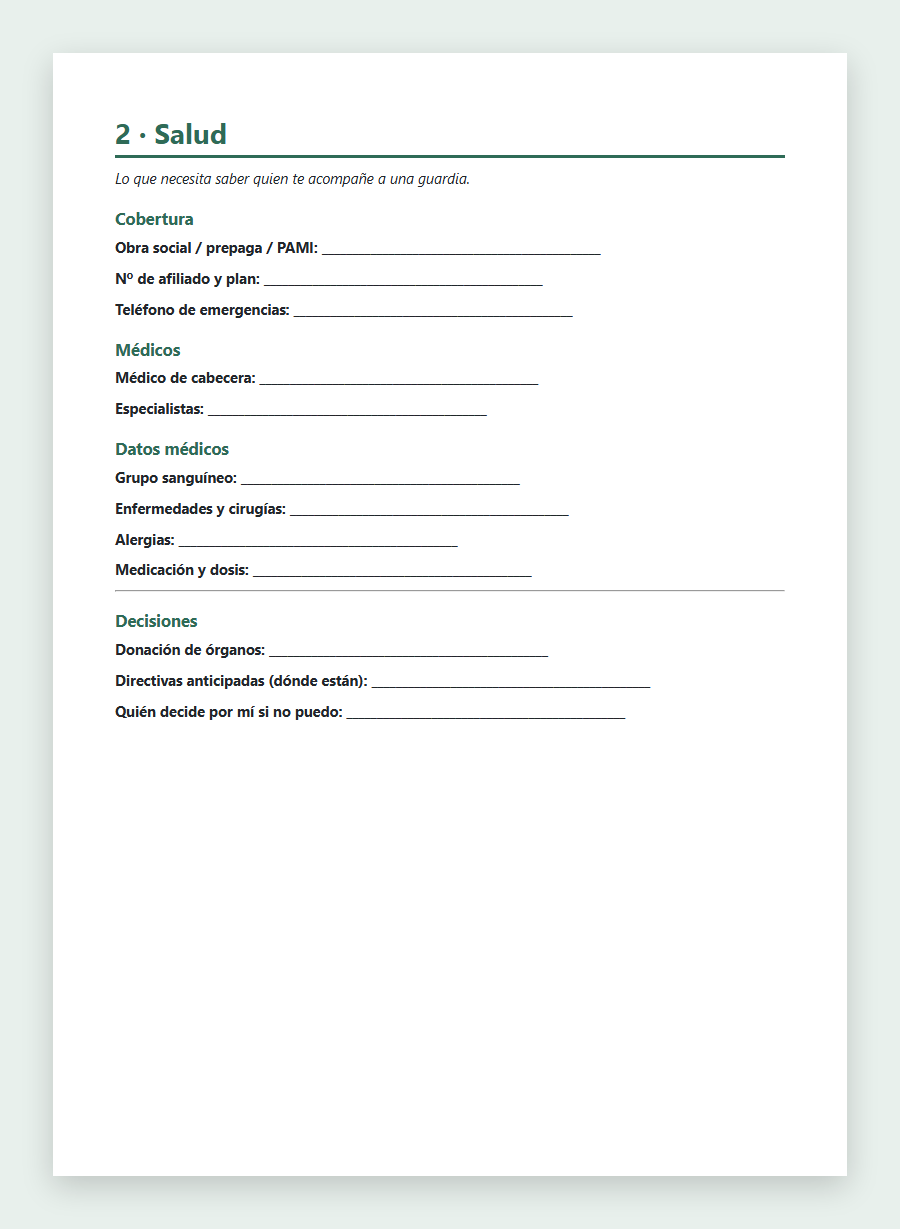 2 · Salud
Lo que necesita saber quien te acompañe a una guardia.
Cobertura
Obra social / prepaga / PAMI: ________________________________________
Nº de afiliado y plan: ________________________________________
Teléfono de emergencias: ________________________________________
Médicos
Médico de cabecera: ________________________________________
Especialistas: ________________________________________
Datos médicos
Grupo sanguíneo: ________________________________________
Enfermedades y cirugías: ________________________________________
Alergias: ________________________________________
Medicación y dosis: ________________________________________
Decisiones
Donación de órganos: ________________________________________
Directivas anticipadas (dónde están): ________________________________________
Quién decide por mí si no puedo: ________________________________________